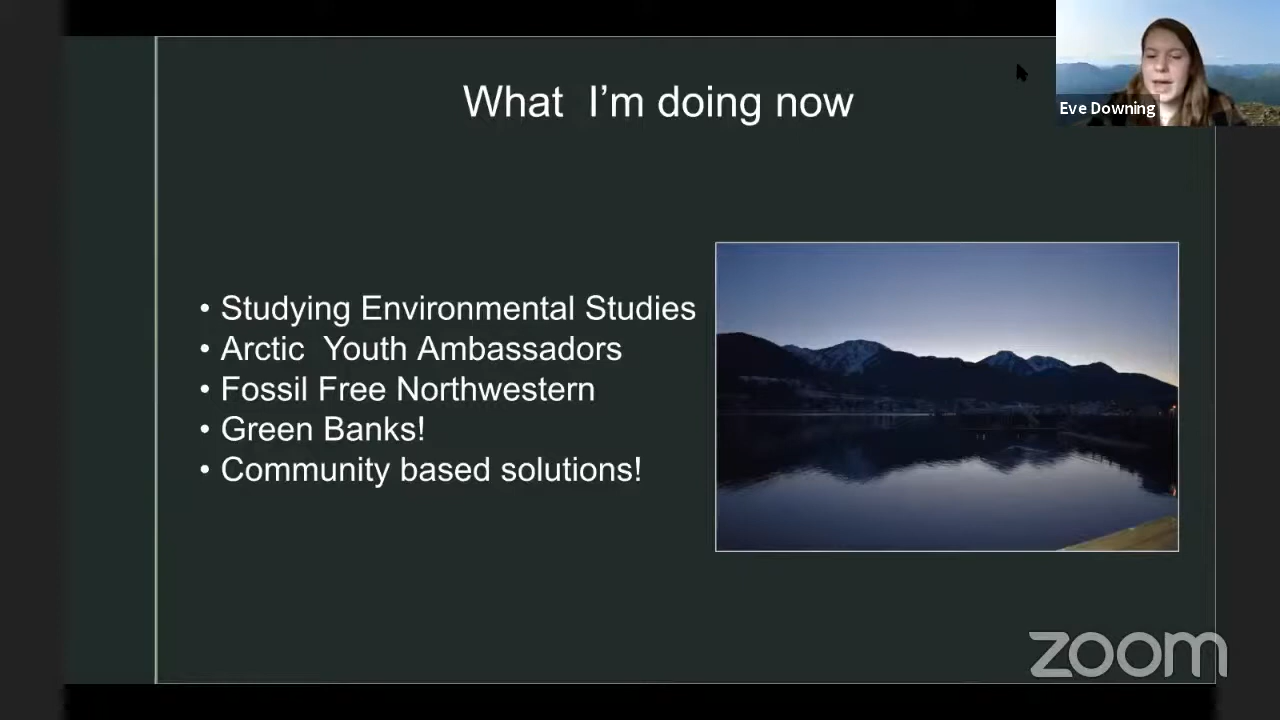 What  I'm doing now
Eve Downing
• Studying Environmental Studies
• Arctic  Youth Ambassadors
• Fossil Free Northwestern
• Green Banks!
• Community based solutions!
zoom